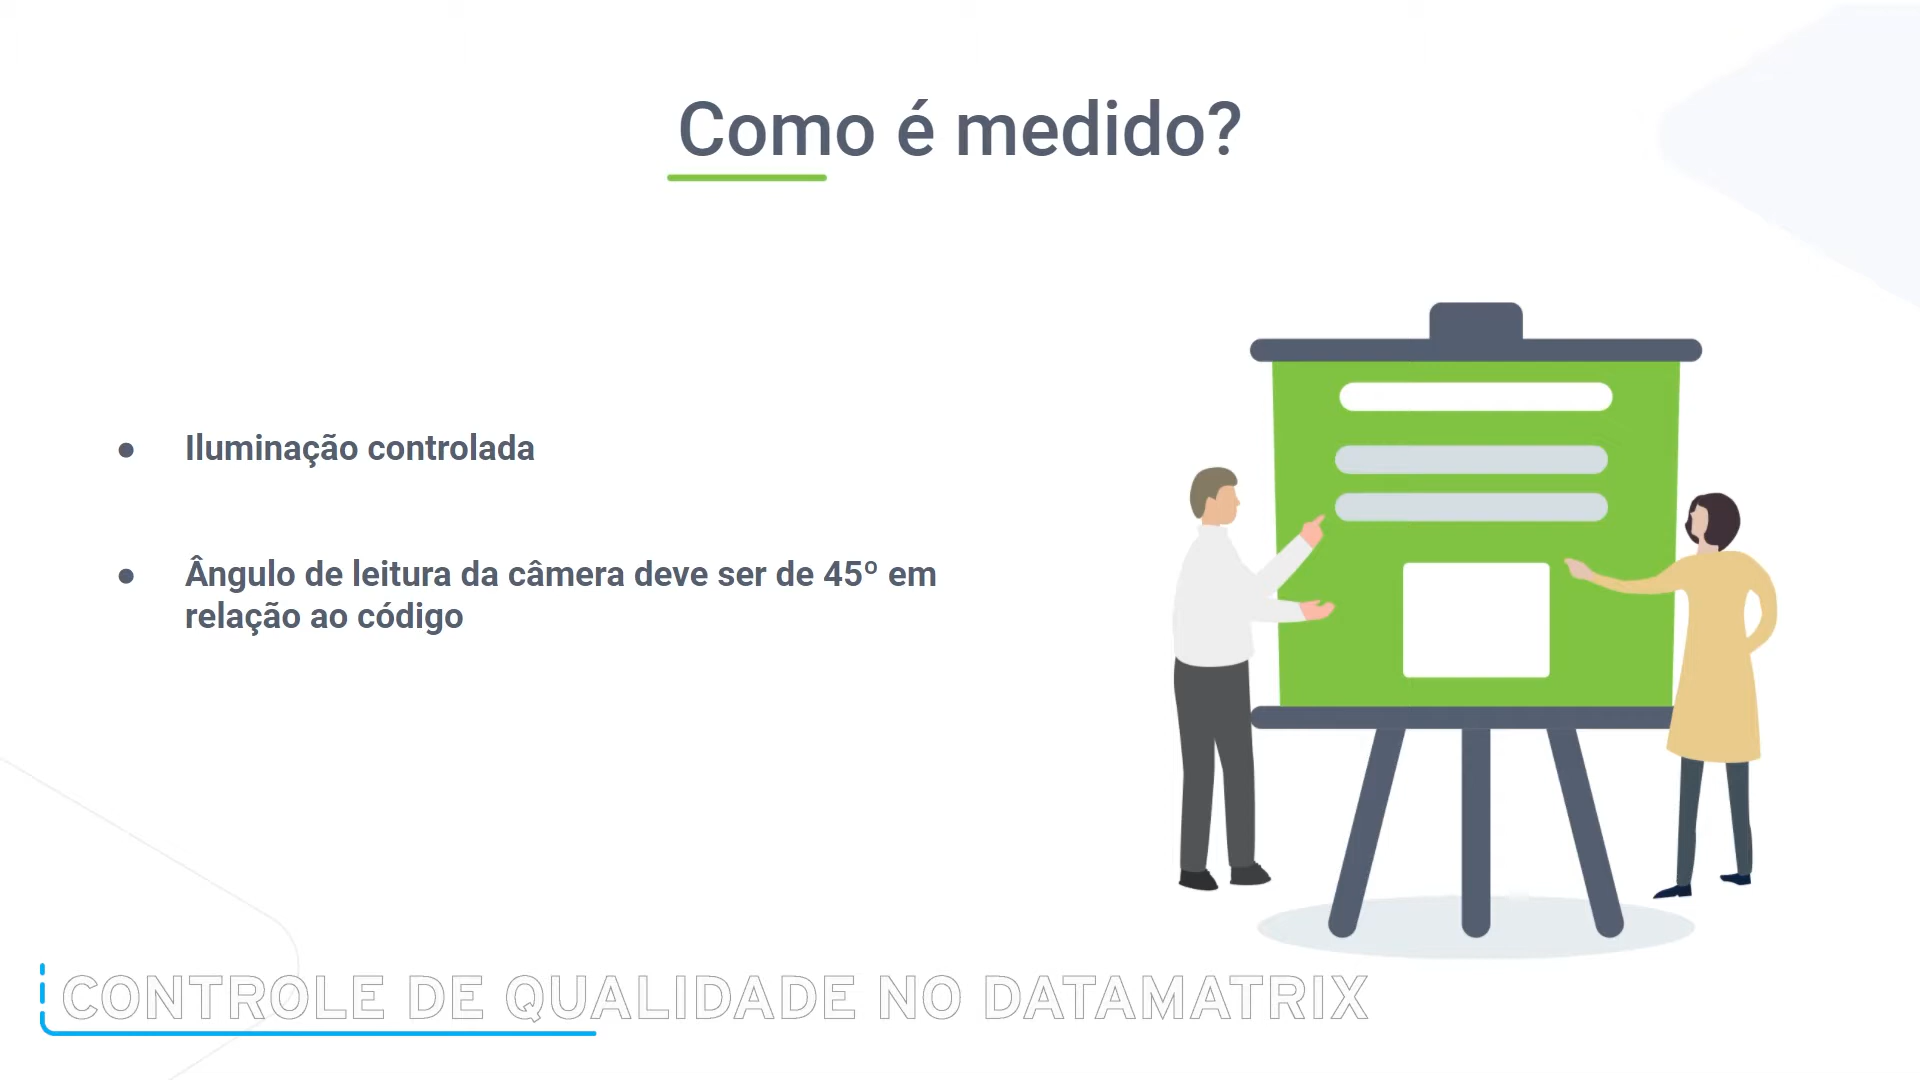 Como é medido?
● Iluminação controlada
● Ângulo de leitura da câmera deve ser de 45º em
relação ao código
CONTROLE DE QUALIDADE NO DATAMATRIX